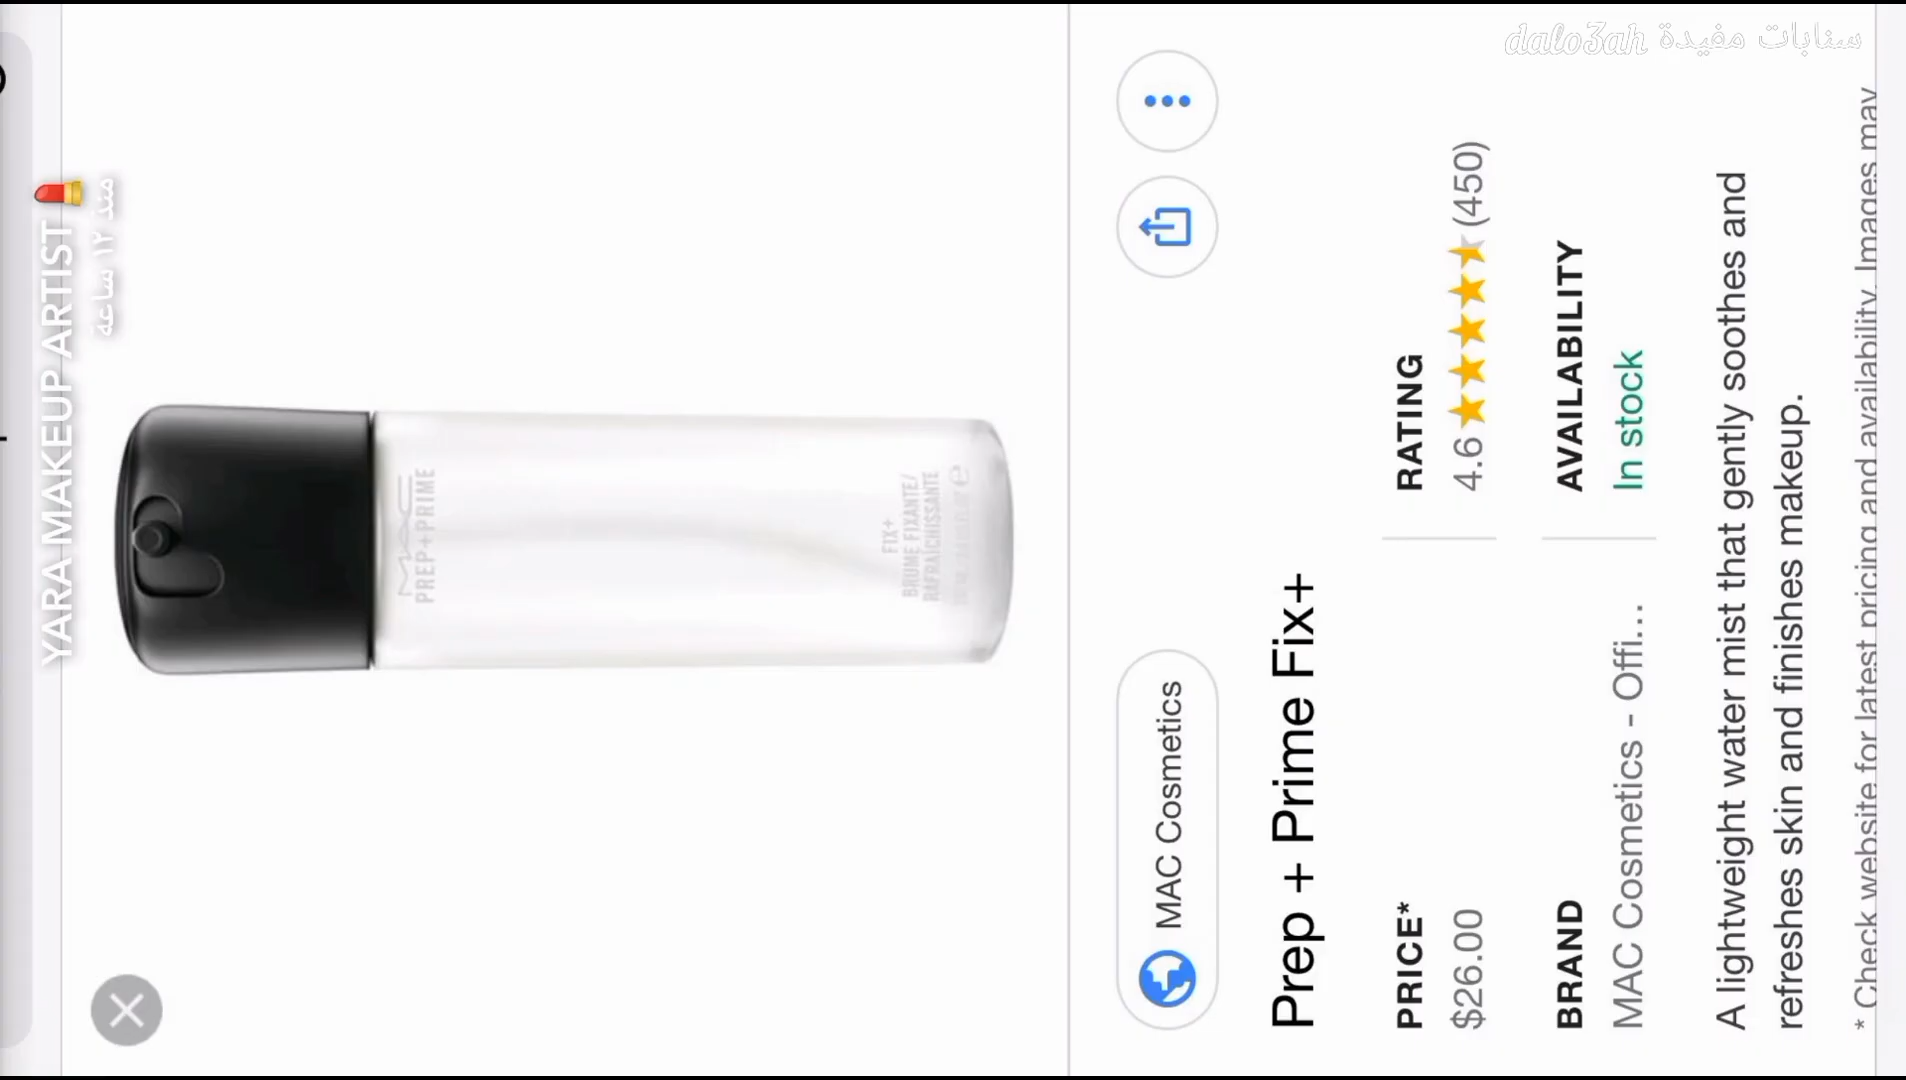 سنابات مفيدة dalo3ah
YARA MAKEUP ARTIST
منذ ١٢ ساعة
MAC
PREP+PRIME
FIX+
BRUME FIXANTE/
RAFRAÎCHISSANTE
MAC Cosmetics
Prep + Prime Fix+
PRICE*
$26.00
RATING
4.6 (450)
BRAND
MAC Cosmetics - Offi...
AVAILABILITY
In stock
A lightweight water mist that gently soothes and
refreshes skin and finishes makeup.
* Check website for latest pricing and availability. Images may